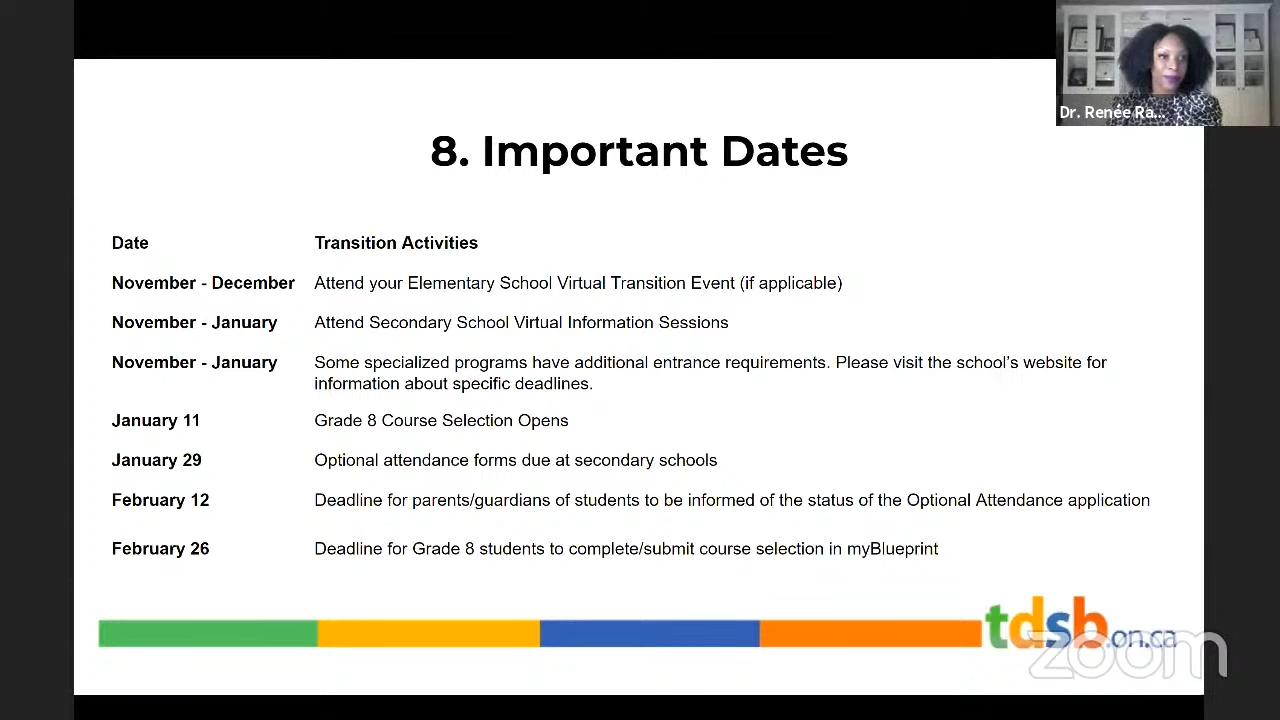 Dr. Renée Ra...
8. Important Dates
Date Transition Activities
November - December Attend your Elementary School Virtual Transition Event (if applicable)
November - January Attend Secondary School Virtual Information Sessions
November - January Some specialized programs have additional entrance requirements. Please visit the school's website for
information about specific deadlines.
January 11 Grade 8 Course Selection Opens
January 29 Optional attendance forms due at secondary schools
February 12 Deadline for parents/guardians of students to be informed of the status of the Optional Attendance application
February 26 Deadline for Grade 8 students to complete/submit course selection in myBlueprint
tdsb.on.ca
zoom